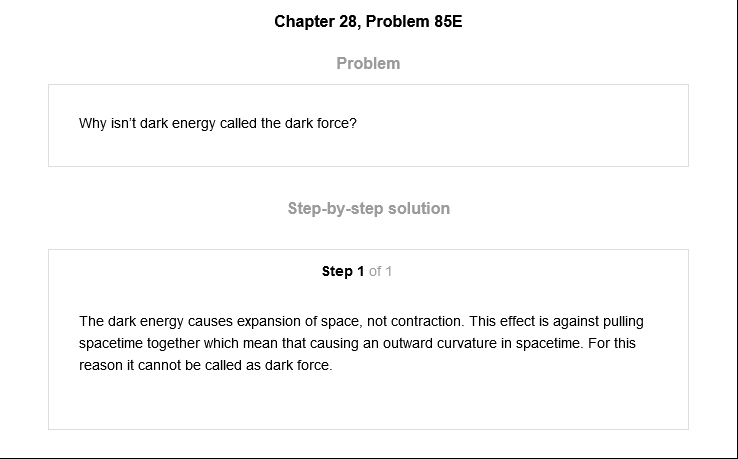 Chapter 28, Problem 85E
Problem
Why isn't dark energy called the dark force?
Step-by-step solution
Step 1 of 1
The dark energy causes expansion of space, not contraction. This effect is against pulling
spacetime together which mean that causing an outward curvature in spacetime. For this
reason it cannot be called as dark force.